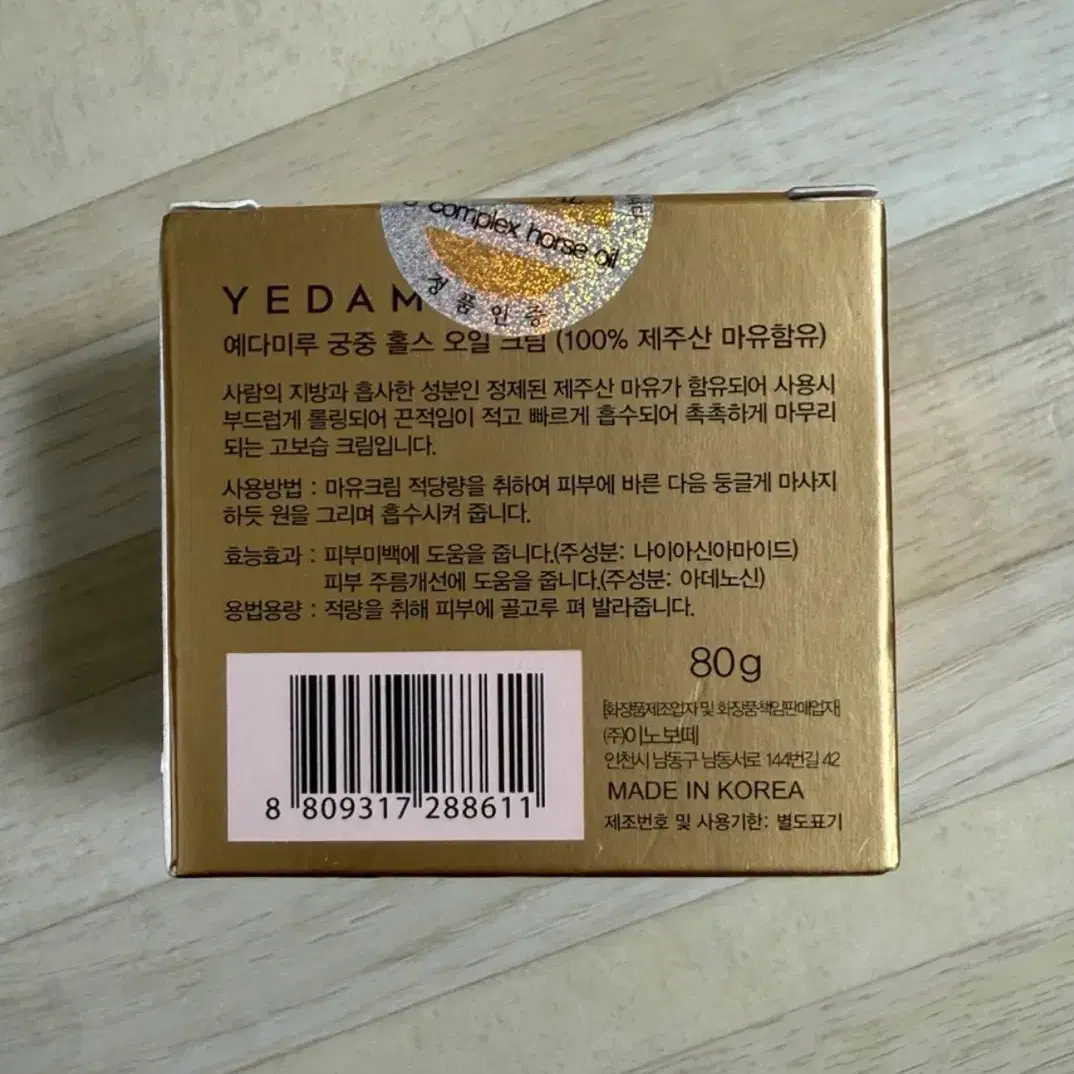 complex horse oil
정품인증
YEDAM
예다미루 궁중 홀스 오일 크림 (100% 제주산 마유함유)
사람의 지방과 흡사한 성분인 정제된 제주산 마유가 함유되어 사용시
부드럽게 롤링되어 끈적임이 적고 빠르게 흡수되어 촉촉하게 마무리
되는 고보습 크림입니다.
사용방법 : 마유크림 적당량을 취하여 피부에 바른 다음 둥글게 마사지
하듯 원을 그리며 흡수시켜 줍니다.
효능효과 : 피부미백에 도움을 줍니다.(주성분: 나이아신아마이드)
피부 주름개선에 도움을 줍니다.(주성분: 아데노신)
용법용량 : 적량을 취해 피부에 골고루 펴 발라줍니다.
80g
[화장품제조업자 및 화장품책임판매업자]
(주)이노보떼
인천시 남동구 남동서로 144번길 42
MADE IN KOREA
제조번호 및 사용기한: 별도표기
8 809317 288611